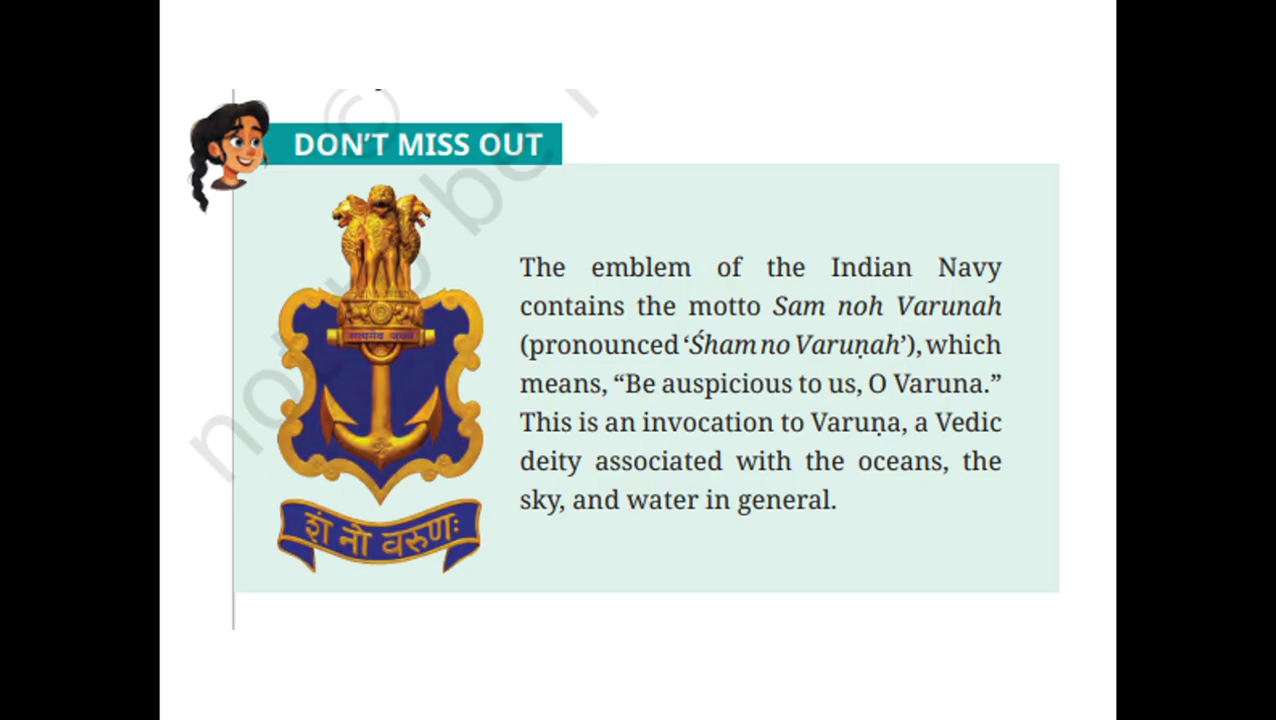 DON'T MISS OUT
सत्यमेव जयते
The emblem of the Indian Navy
contains the motto Sam noh Varunah
(pronounced ‘Śham no Varuṇah’), which
means, “Be auspicious to us, O Varuna.”
This is an invocation to Varuṇa, a Vedic
deity associated with the oceans, the
sky, and water in general.
शं नो वरुणः